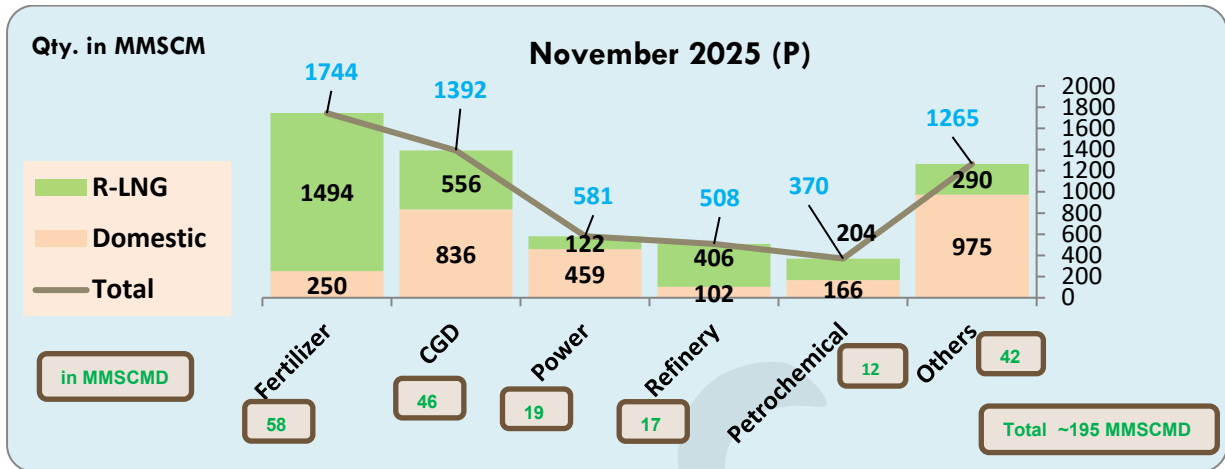 Qty. in MMSCM
November 2025 (P)
1744
1392
581
508
370
1265
R-LNG
Domestic
Total
1494
556
122
406
204
290
250
836
459
102
166
975
2000
1800
1600
1400
1200
1000
800
600
400
200
0
Fertilizer
CGD
Power
Refinery
Petrochemical
Others
in MMSCMD
58
46
19
17
12
42
Total ~195 MMSCMD